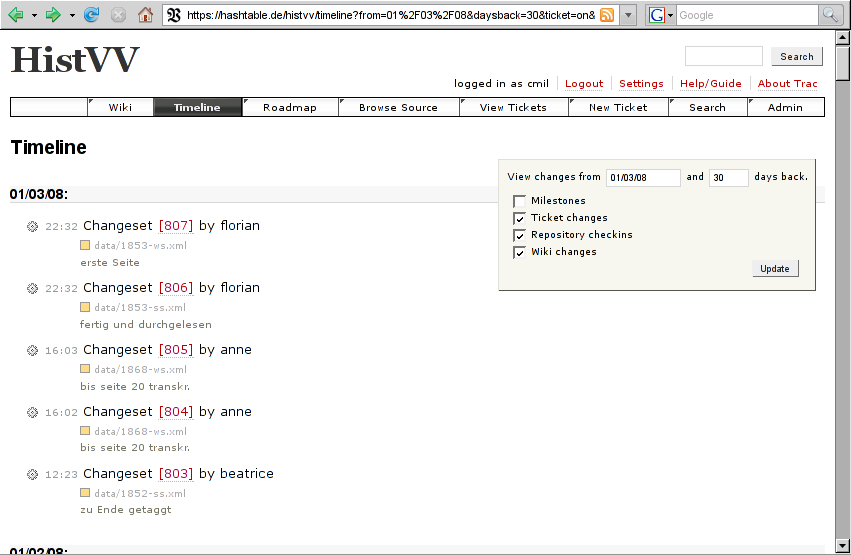 https://hashtable.de/histvv/timeline?from=01%2F03%2F08&daysback=30&ticket=on&
G
Google
HistVV
Search
logged in as cmil
Logout
Settings
Help/Guide
About Trac
Wiki
Timeline
Roadmap
Browse Source
View Tickets
New Ticket
Search
Admin
Timeline
View changes from 01/03/08 and 30 days back.
Milestones
Ticket changes
Repository checkins
Wiki changes
Update
01/03/08:
22:32 Changeset [807] by florian
data/1853-ws.xml
erste Seite
22:32 Changeset [806] by florian
data/1853-ss.xml
fertig und durchgelesen
16:03 Changeset [805] by anne
data/1868-ws.xml
bis seite 20 transkr.
16:02 Changeset [804] by anne
data/1868-ws.xml
bis seite 20 transkr.
12:23 Changeset [803] by beatrice
data/1852-ss.xml
zu Ende getaggt
01/02/08: